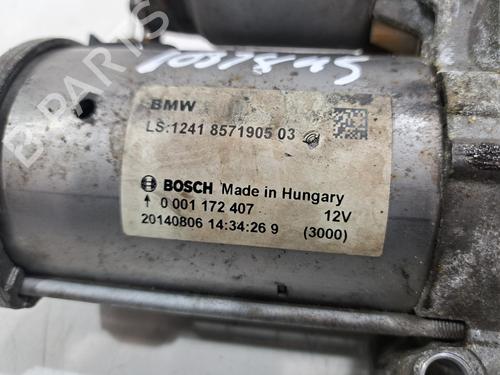 B-PARTS
BMW
LS:1241 8571905 03
BOSCH Made in Hungary
0 001 172 407 12V
20140806 14:34:26 9 (3000)